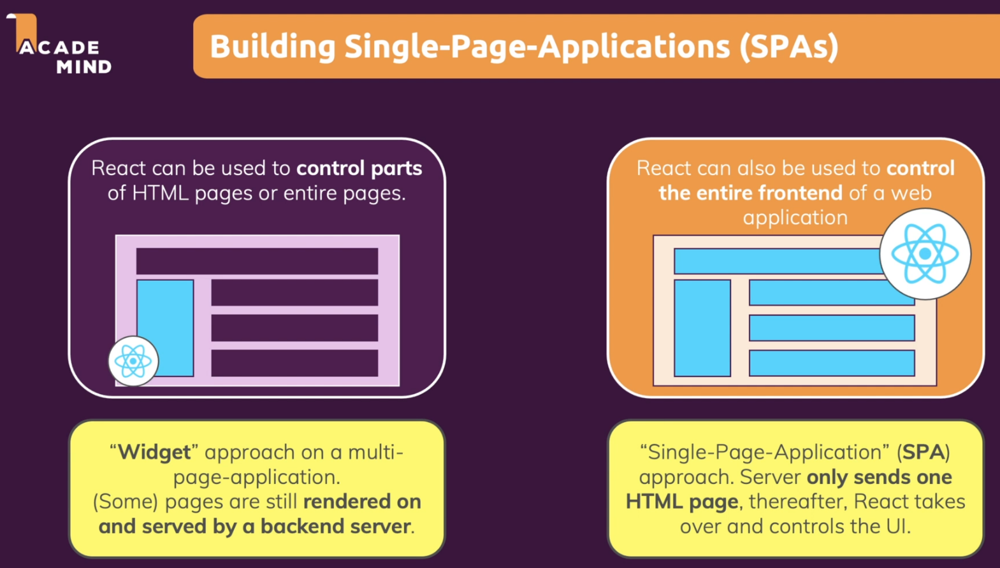 ACADE
MIND
Building Single-Page-Applications (SPAs)
React can be used to control parts
of HTML pages or entire pages.
“Widget” approach on a multi-
page-application.
(Some) pages are still rendered on
and served by a backend server.
React can also be used to control
the entire frontend of a web
application
“Single-Page-Application” (SPA)
approach. Server only sends one
HTML page, thereafter, React takes
over and controls the UI.